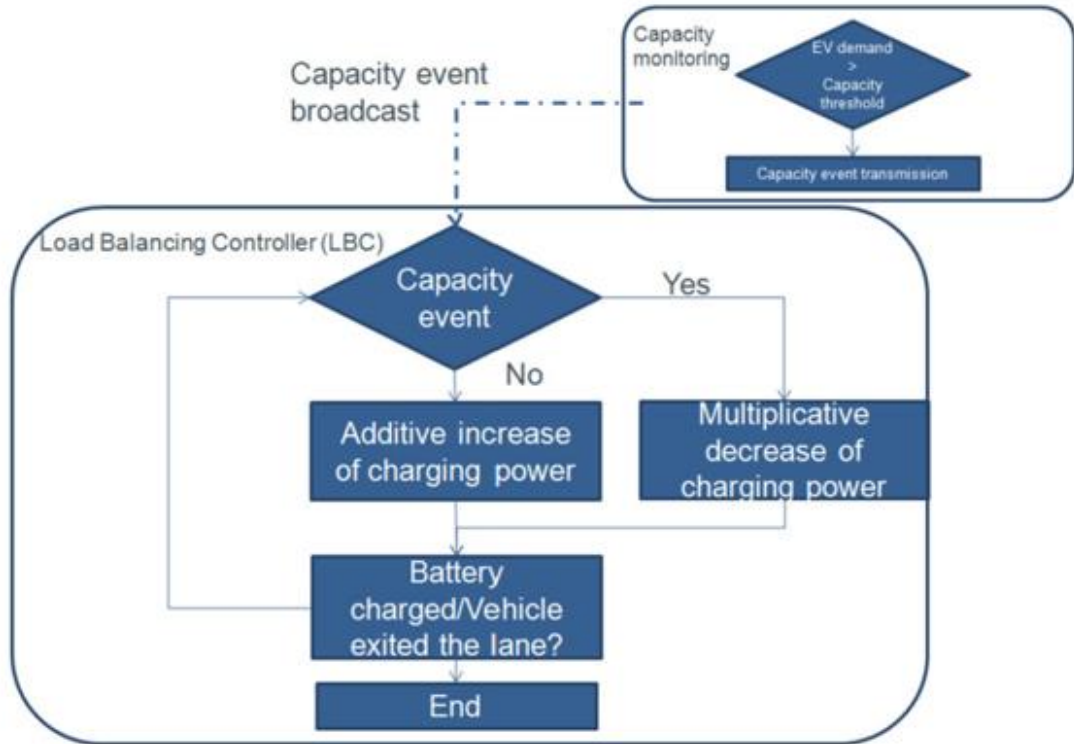 Capacity
monitoring
EV demand
>
Capacity
threshold
Capacity event transmission
Capacity event
broadcast
Load Balancing Controller (LBC)
Capacity
event
Yes
No
Additive increase
of charging power
Multiplicative
decrease of
charging power
Battery
charged/Vehicle
exited the lane?
End